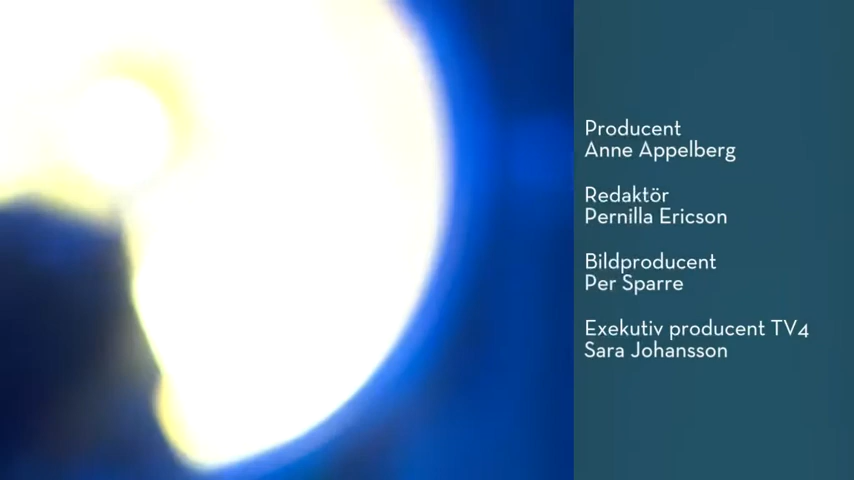 Producent
Anne Appelberg
Redaktör
Pernilla Ericson
Bildproducent
Per Sparre
Exekutiv producent TV4
Sara Johansson